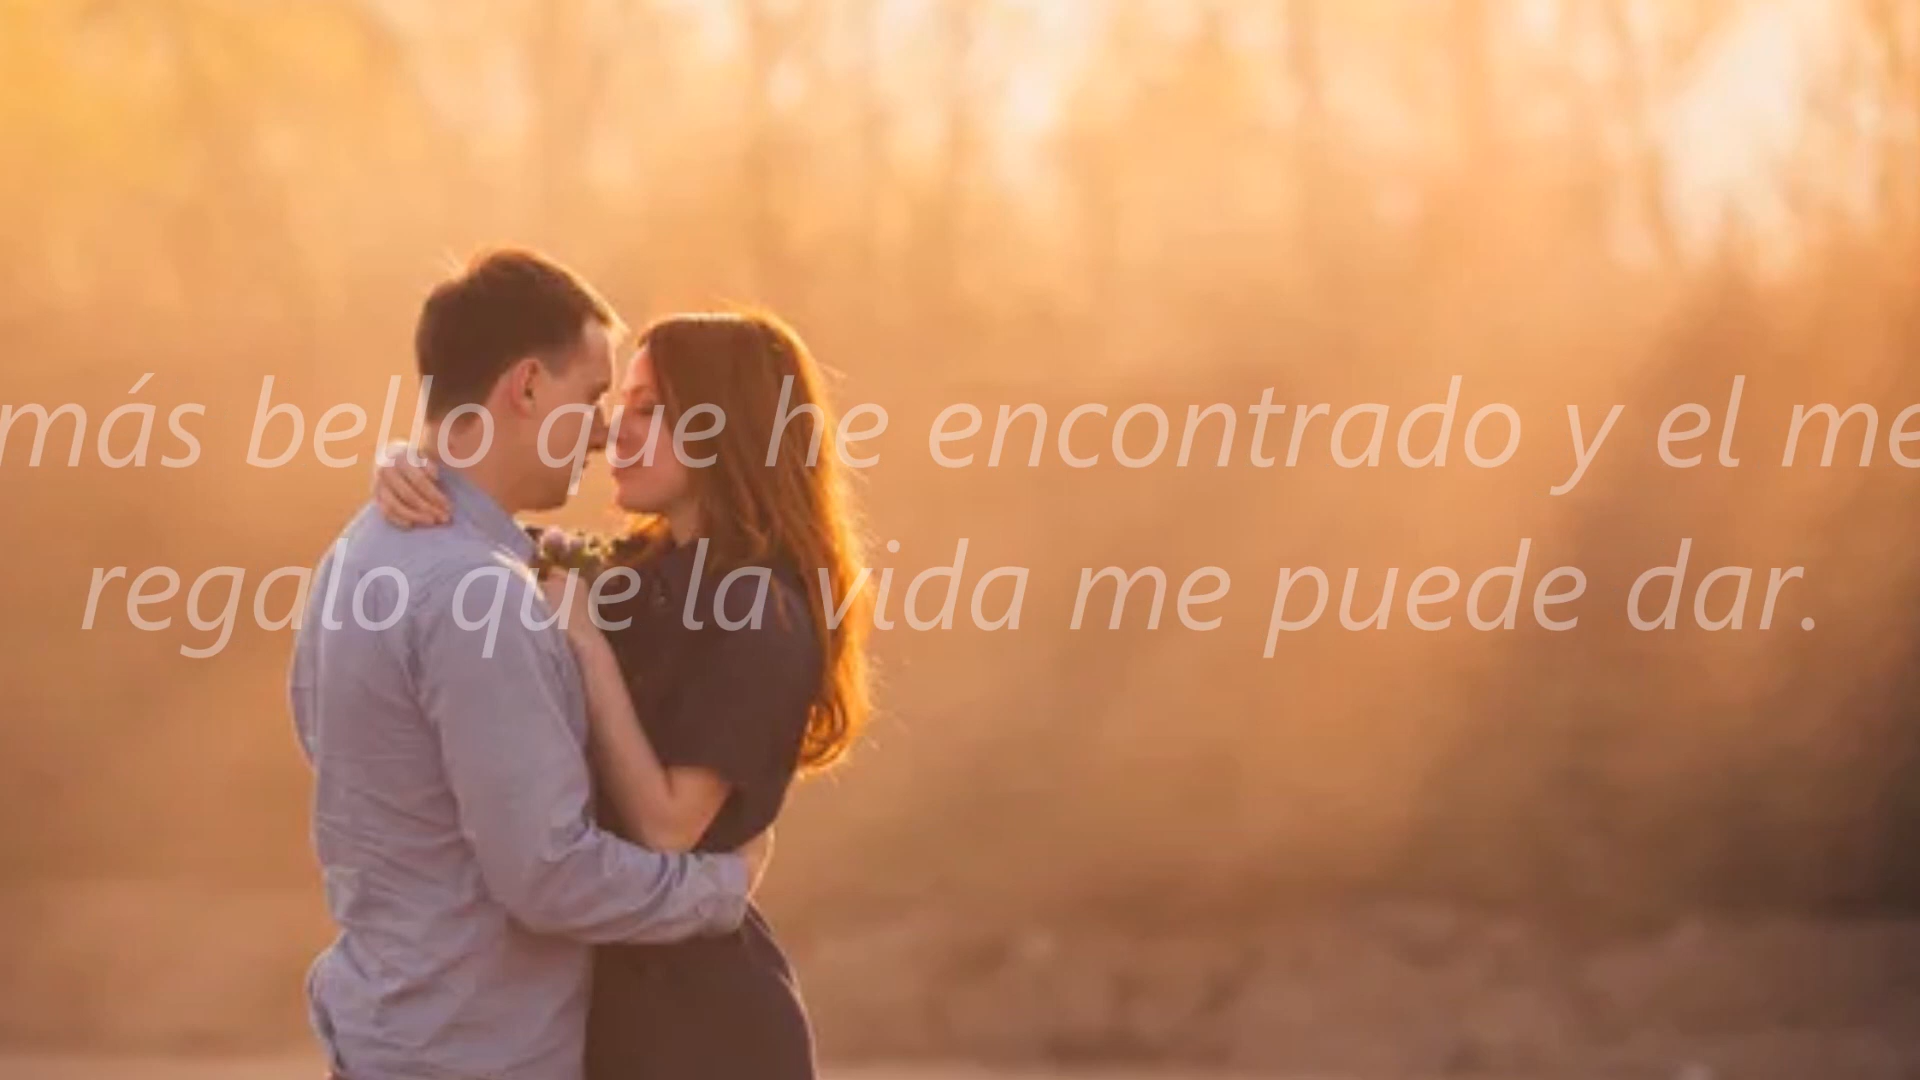 más bello que he encontrado y el me
regalo que la vida me puede dar.